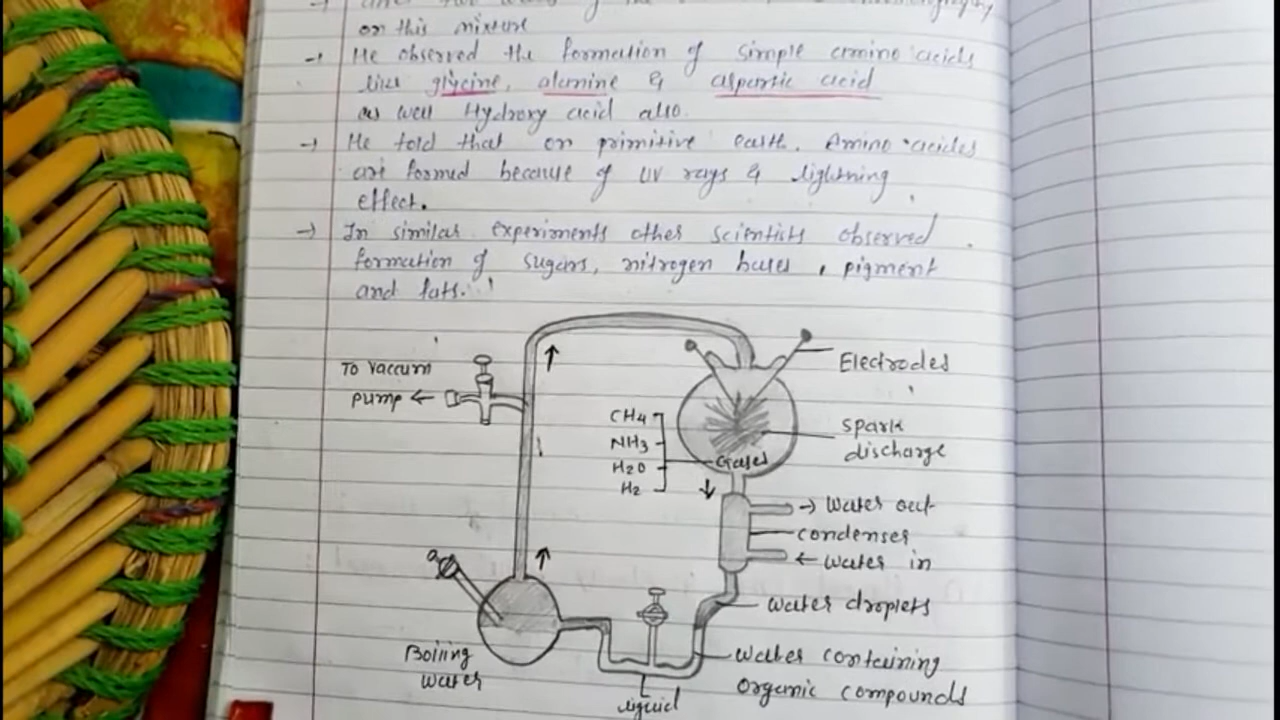 on this mixture
→ He observed the formation of simple amino acids
like glycine, alanine & aspartic acid
as well Hydroxy acid also.
→ He told that on primitive earth. Amino acides
are formed because of UV rays & lightning
effect.
→ In similar experiments other scientists observed
formation of sugars, nitrogen bases, pigment
and fats.
To Vaccum
pump ←
Electrodes
CH4
NH3
H2O
H2
Gases
spark
discharge
→ Water out
condenser
← Water in
Water droplets
Boiling
water
Water containing
Organic compounds
liquid